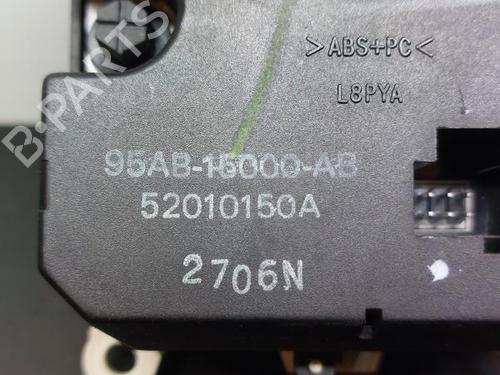 >ABS+PC<
L8PYA
95AB-15000-AB
52010150A
2706N
B-PARTS